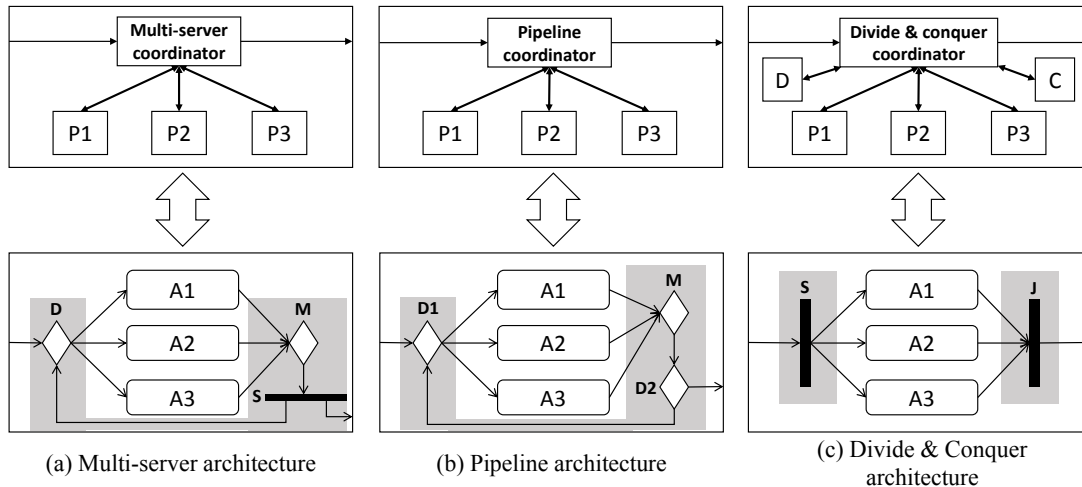 Multi-server
coordinator
P1 P2 P3
Pipeline
coordinator
P1 P2 P3
Divide & conquer
coordinator
D C
P1 P2 P3
D
A1
A2
A3
M
S
D1
A1
A2
A3
M
D2
S
A1
A2
A3
J
(a) Multi-server architecture
(b) Pipeline architecture
(c) Divide & Conquer
architecture